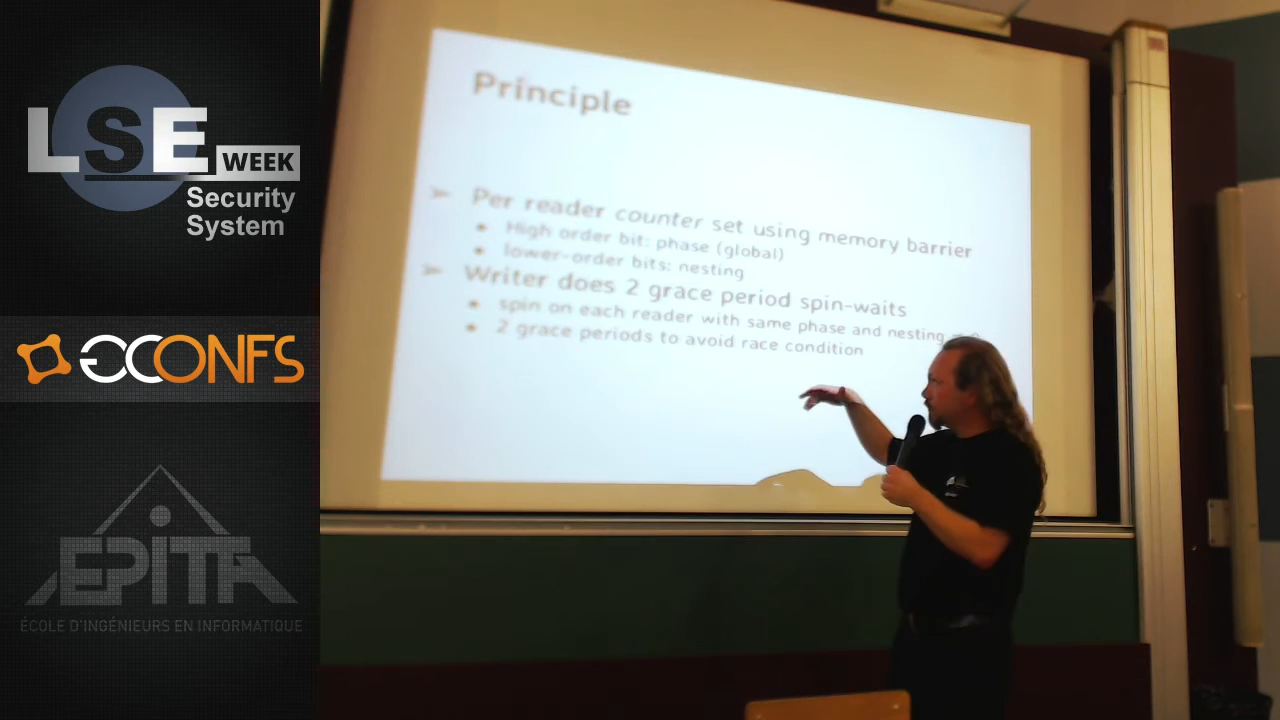 LSE WEEK
Security
System
CONFS
EPITA
ÉCOLE D'INGÉNIEURS EN INFORMATIQUE
Principle
➢ Per reader counter set using memory barrier
• High order bit: phase (global)
• lower-order bits: nesting
➢ Writer does 2 grace period spin-waits
• spin on each reader with same phase and nesting
• 2 grace periods to avoid race condition